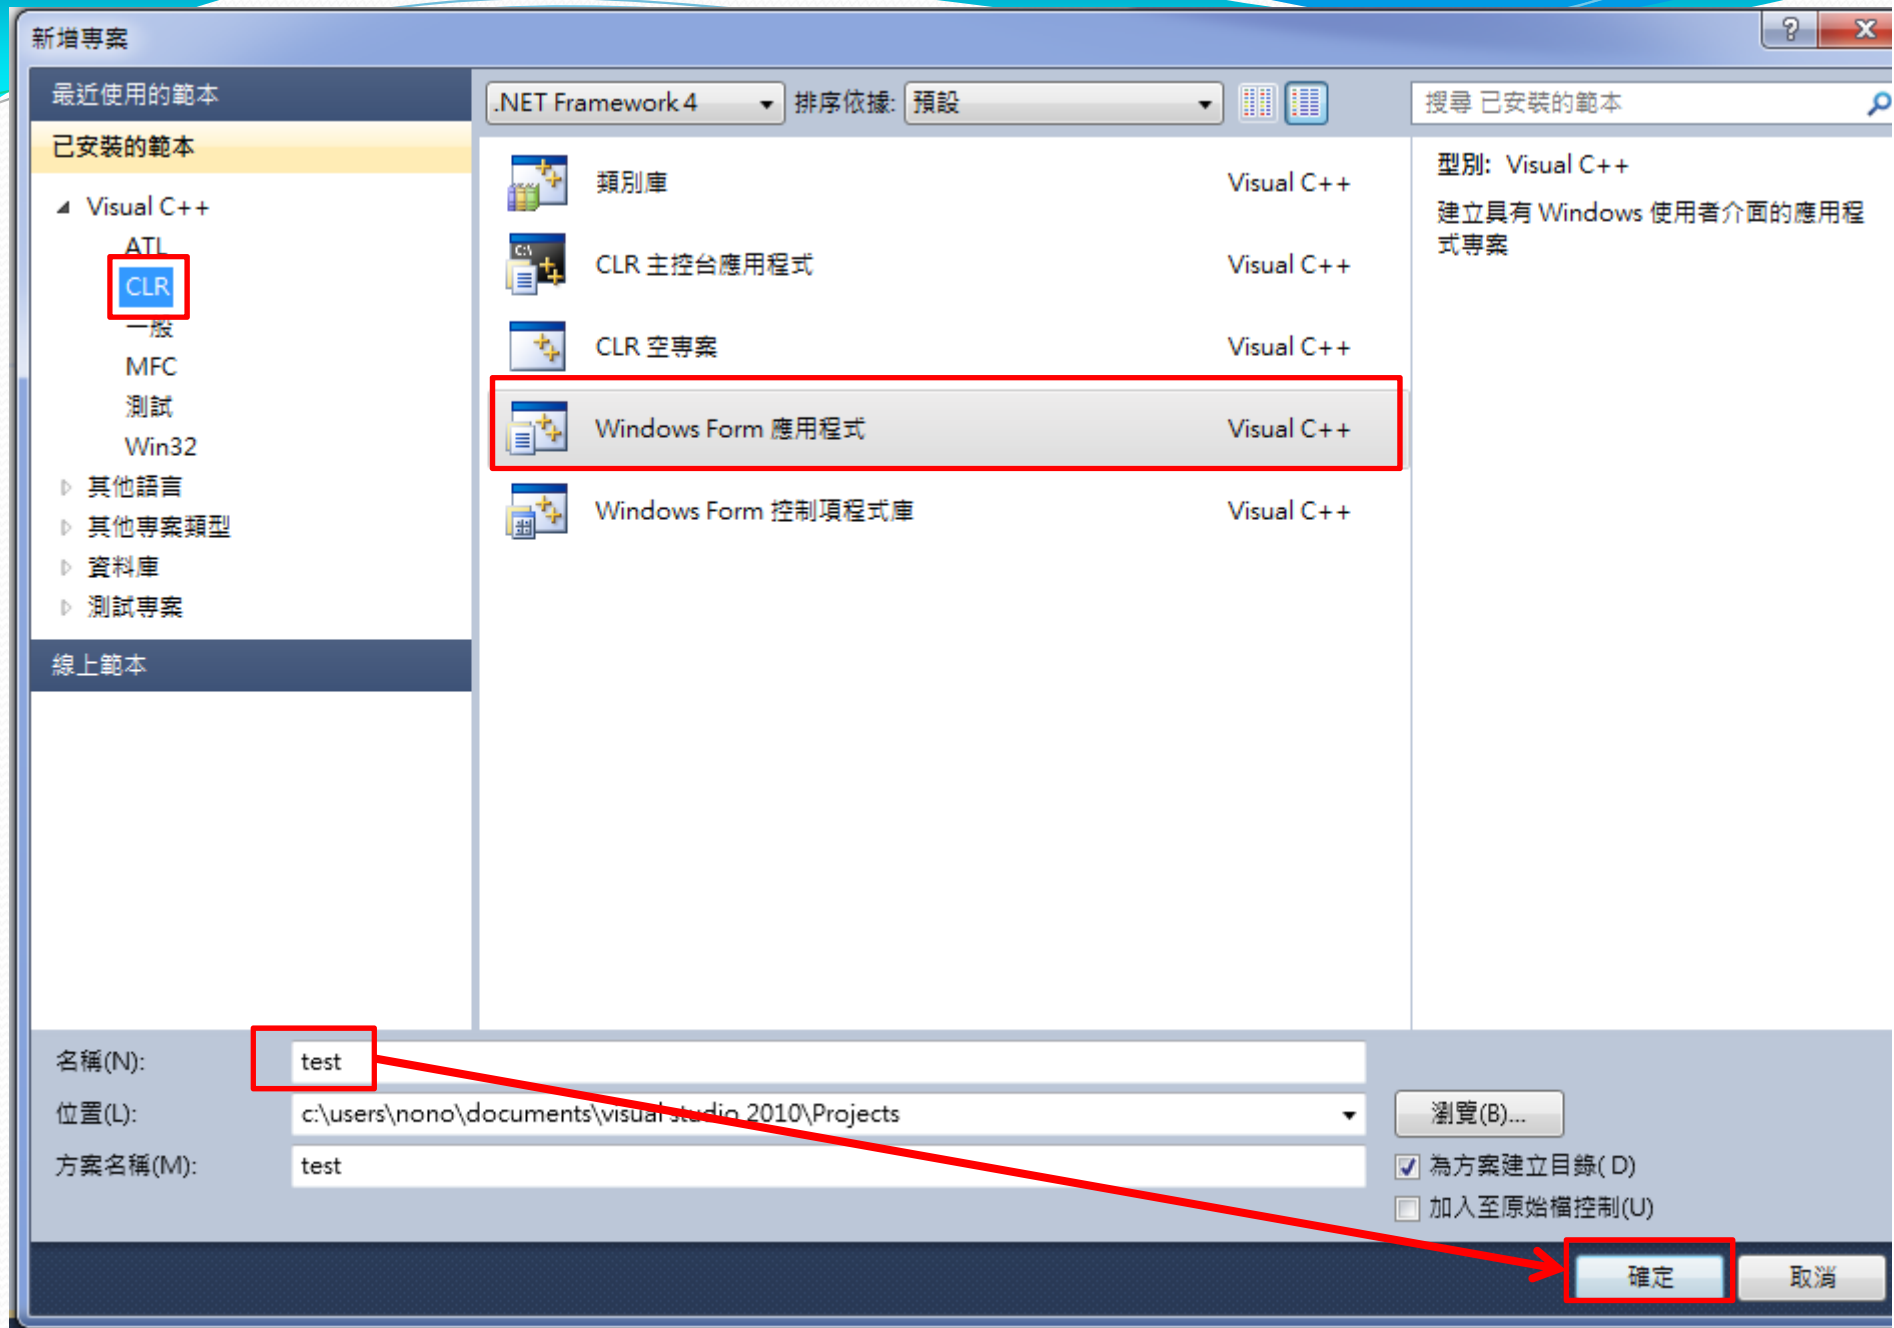 新增專案
最近使用的範本
已安裝的範本
Visual C++
ATL
CLR
一般
MFC
測試
Win32
其他語言
其他專案類型
資料庫
測試專案
線上範本
.NET Framework 4 排序依據: 預設
類別庫 Visual C++
CLR 主控台應用程式 Visual C++
CLR 空專案 Visual C++
Windows Form 應用程式 Visual C++
Windows Form 控制項程式庫 Visual C++
搜尋 已安裝的範本
型別: Visual C++
建立具有 Windows 使用者介面的應用程
式專案
名稱(N): test
位置(L): c:\users\nono\documents\visual studio 2010\Projects
瀏覽(B)...
方案名稱(M): test
為方案建立目錄( D)
加入至原始檔控制(U)
確定 取消